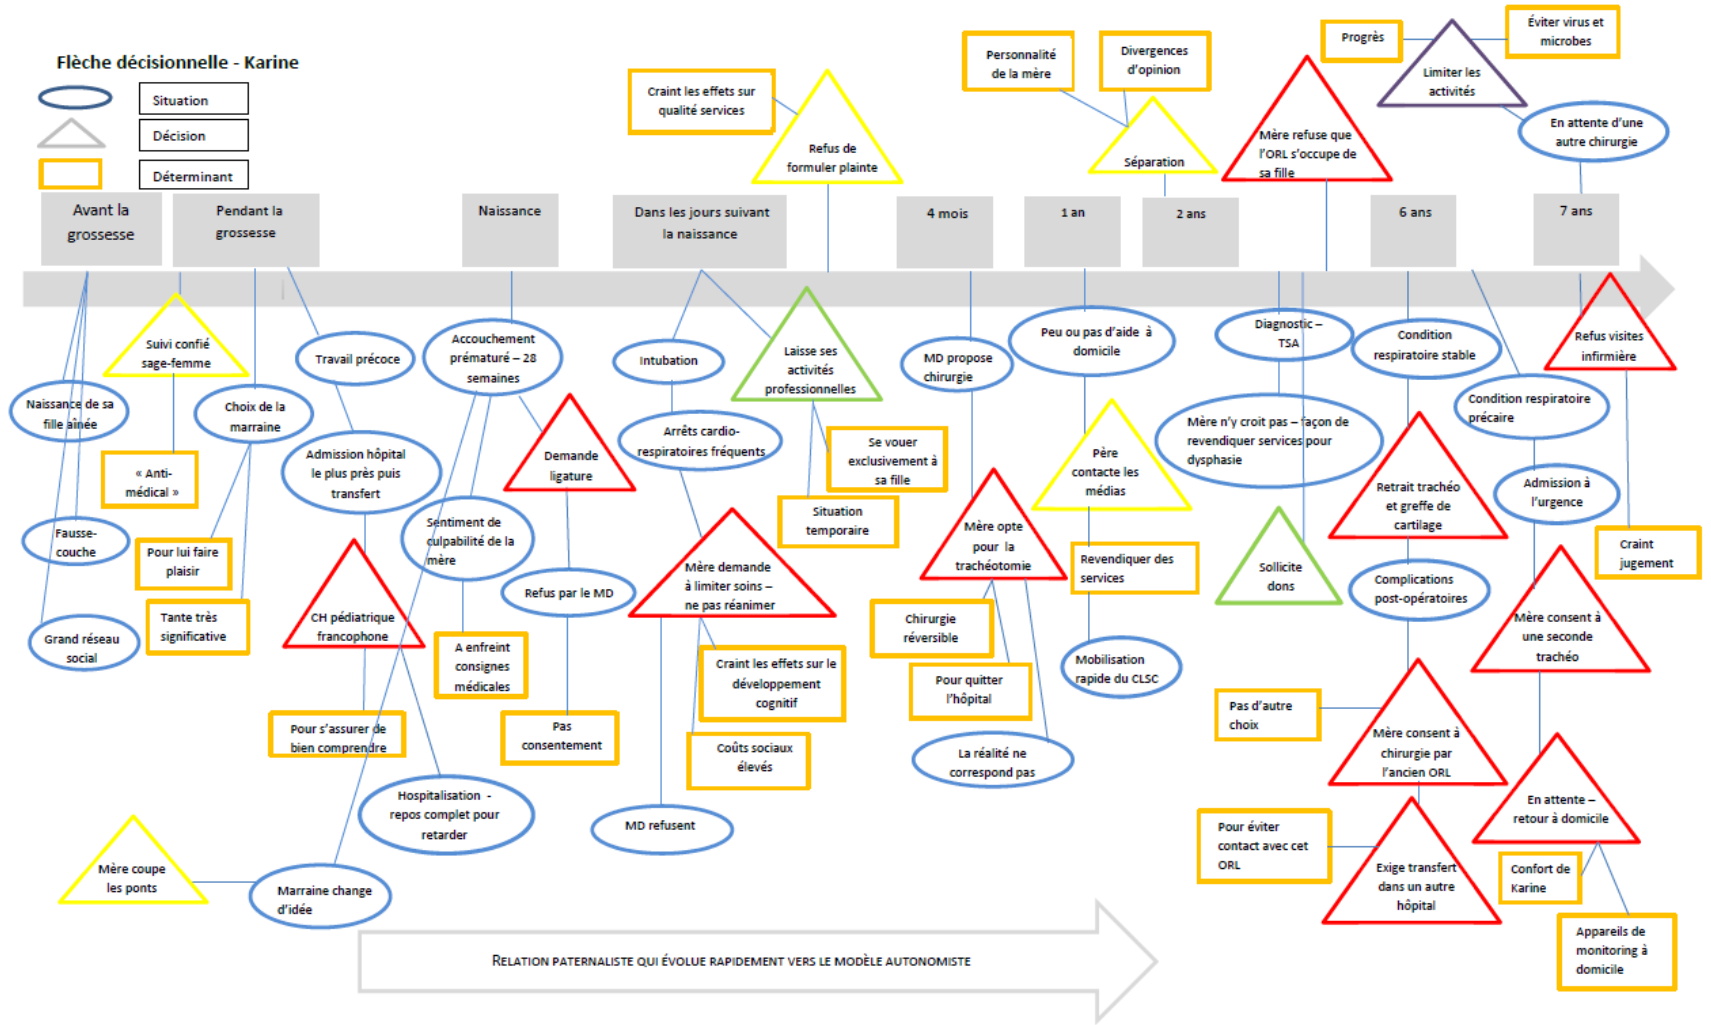 Flèche décisionnelle - Karine
Situation
Décision
Déterminant
Craint les effets sur
qualité services
Refus de
formuler plainte
Personnalité
de la mère
Divergences
d'opinion
Séparation
Mère refuse que
l'ORL s'occupe de
sa fille
Progrès
Éviter virus et
microbes
Limiter les
activités
En attente d'une
autre chirurgie
Avant la
grossesse
Pendant la
grossesse
Naissance
Dans les jours suivant
la naissance
4 mois
1 an
2 ans
6 ans
7 ans
Naissance de sa
fille aînée
Fausse-
couche
Grand réseau
social
Suivi confié
sage-femme
« Anti-
médical »
Choix de la
marraine
Pour lui faire
plaisir
Tante très
significative
Travail précoce
Admission hôpital
le plus près puis
transfert
CH pédiatrique
francophone
Pour s'assurer de
bien comprendre
Hospitalisation -
repos complet pour
retarder
Mère coupe
les ponts
Marraine change
d'idée
Accouchement
prématuré – 28
semaines
Sentiment de
culpabilité de la
mère
A enfreint
consignes
médicales
Demande
ligature
Refus par le MD
Pas
consentement
Intubation
Arrêts cardio-
respiratoires fréquents
Mère demande
à limiter soins –
ne pas réanimer
Craint les effets sur le
développement
cognitif
Coûts sociaux
élevés
MD refusent
Laisse ses
activités
professionnelles
Se vouer
exclusivement à
sa fille
Situation
temporaire
MD propose
chirurgie
Mère opte
pour la
trachéotomie
Chirurgie
réversible
Pour quitter
l'hôpital
La réalité ne
correspond pas
Peu ou pas d'aide à
domicile
Père
contacte les
médias
Revendiquer des
services
Mobilisation
rapide du CLSC
Diagnostic –
TSA
Mère n'y croit pas – façon de
revendiquer services pour
dysphasie
Sollicite
dons
Condition
respiratoire stable
Retrait trachéo
et greffe de
cartilage
Complications
post-opératoires
Pas d'autre
choix
Mère consent à
chirurgie par
l'ancien ORL
Pour éviter
contact avec cet
ORL
Exige transfert
dans un autre
hôpital
Condition respiratoire
précaire
Admission à
l'urgence
Mère consent à
une seconde
trachéo
En attente –
retour à domicile
Confort de
Karine
Appareils de
monitoring à
domicile
Refus visites
infirmière
Craint
jugement
RELATION PATERNALISTE QUI ÉVOLUE RAPIDEMENT VERS LE MODÈLE AUTONOMISTE